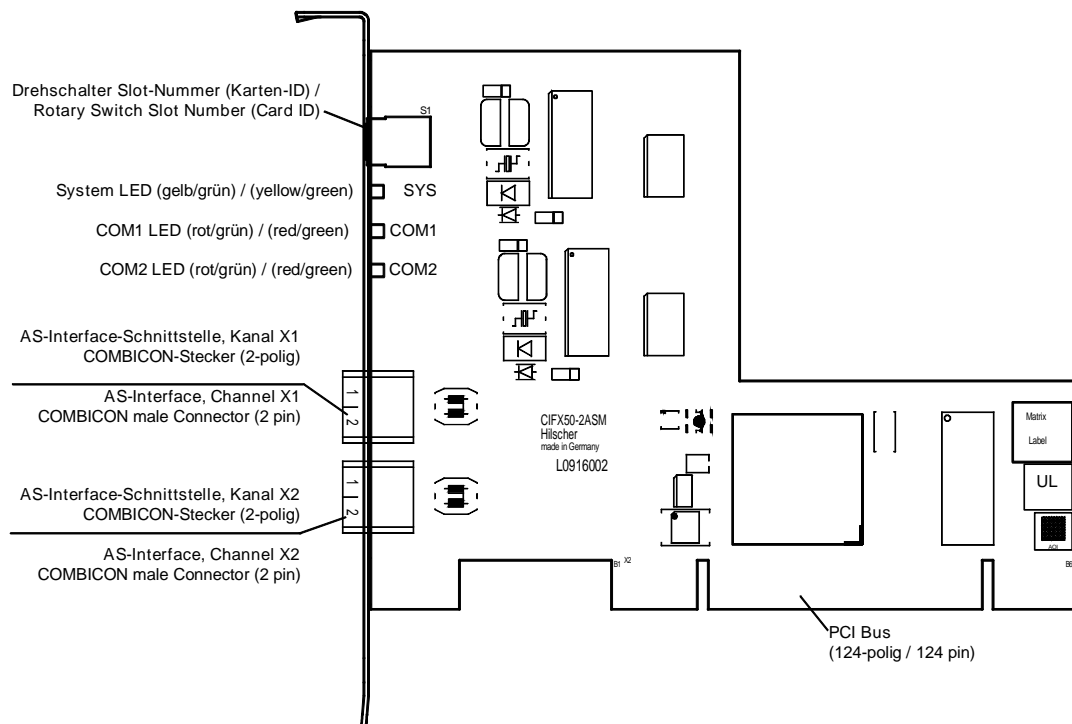 Drehschalter Slot-Nummer (Karten-ID) /
Rotary Switch Slot Number (Card ID)
S1
System LED (gelb/grün) / (yellow/green)
SYS
COM1 LED (rot/grün) / (red/green)
COM1
COM2 LED (rot/grün) / (red/green)
COM2
AS-Interface-Schnittstelle, Kanal X1
COMBICON-Stecker (2-polig)
AS-Interface, Channel X1
COMBICON male Connector (2 pin)
1
2
AS-Interface-Schnittstelle, Kanal X2
COMBICON-Stecker (2-polig)
AS-Interface, Channel X2
COMBICON male Connector (2 pin)
1
2
CIFX50-2ASM
Hilscher
made in Germany
L0916002
Matrix
Label
UL
AOI
B1
X2
PCI Bus
(124-polig / 124 pin)